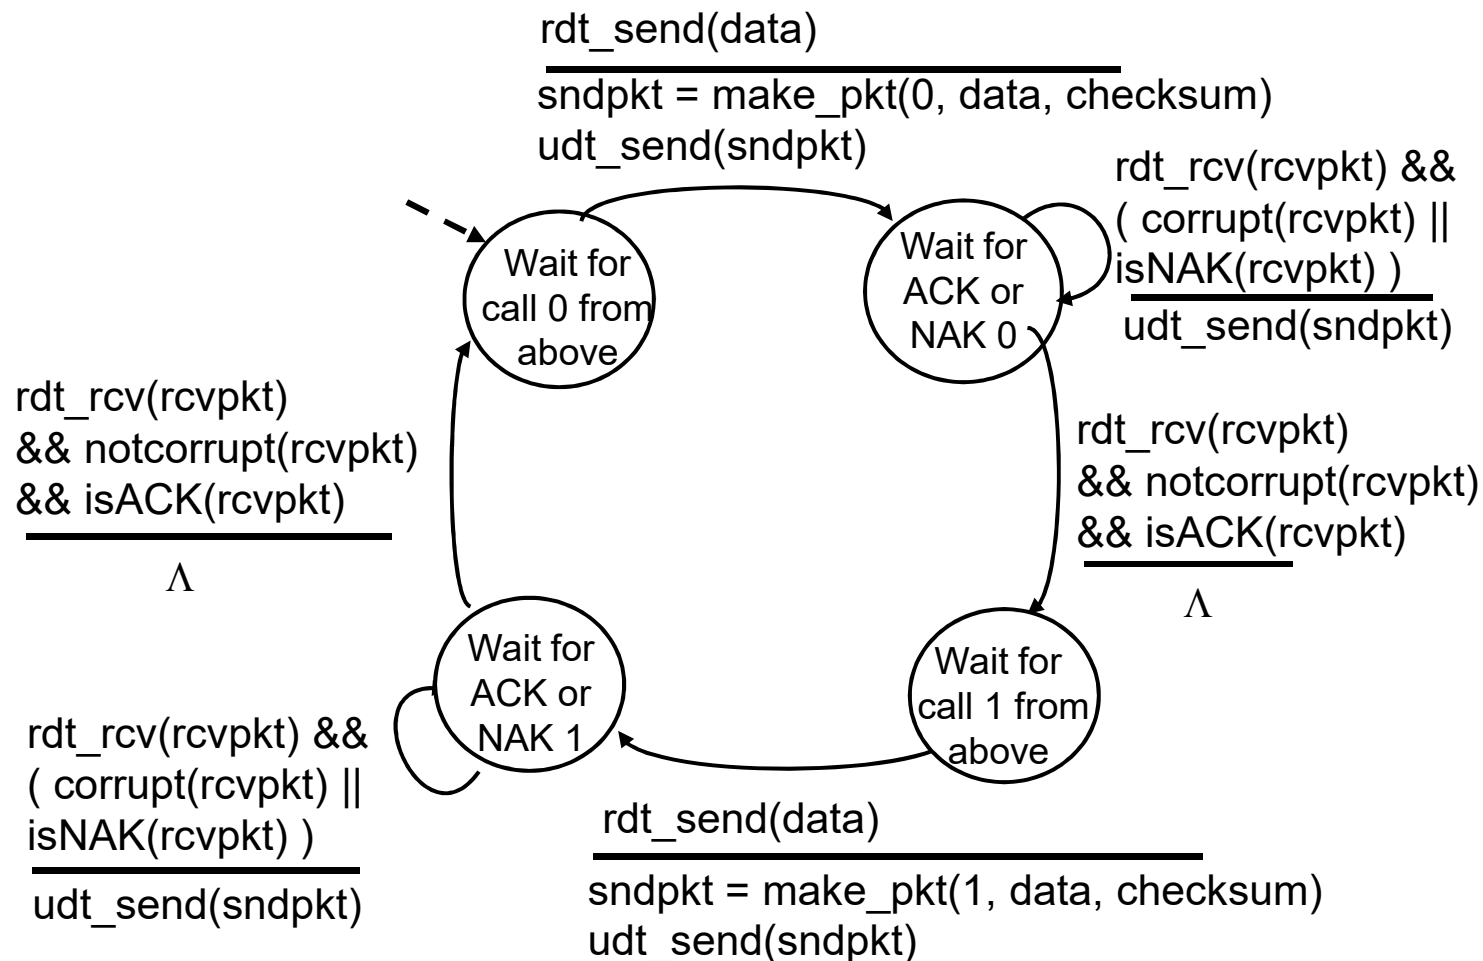 rdt_send(data)
sndpkt = make_pkt(0, data, checksum)
udt_send(sndpkt)
rdt_rcv(rcvpkt) &&
( corrupt(rcvpkt) ||
isNAK(rcvpkt) )
udt_send(sndpkt)
Wait for
call 0 from
above
Wait for
ACK or
NAK 0
rdt_rcv(rcvpkt)
&& notcorrupt(rcvpkt)
&& isACK(rcvpkt)
Λ
rdt_rcv(rcvpkt)
&& notcorrupt(rcvpkt)
&& isACK(rcvpkt)
Λ
Wait for
ACK or
NAK 1
Wait for
call 1 from
above
rdt_rcv(rcvpkt) &&
( corrupt(rcvpkt) ||
isNAK(rcvpkt) )
udt_send(sndpkt)
rdt_send(data)
sndpkt = make_pkt(1, data, checksum)
udt_send(sndpkt)